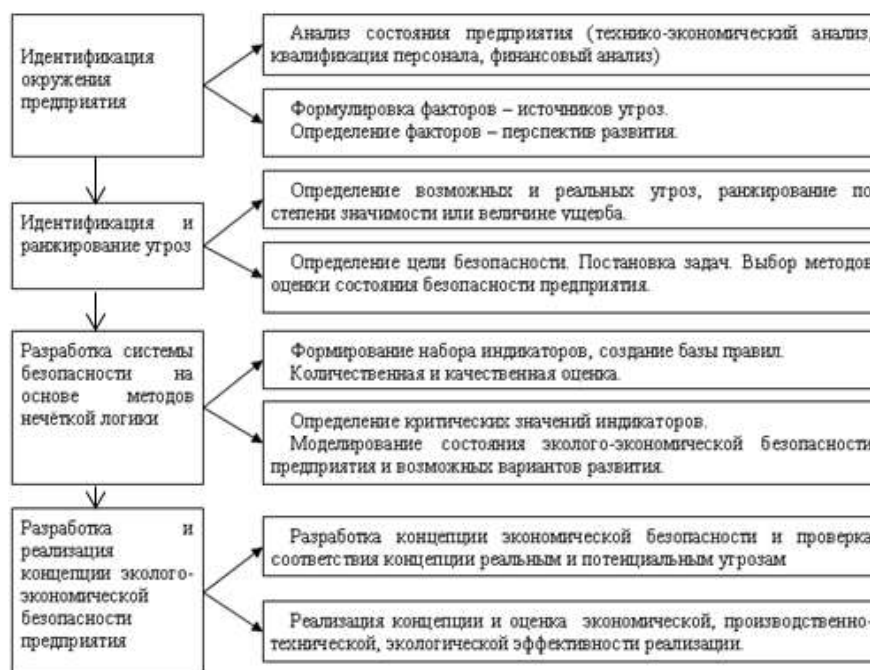 Идентификация
окружения
предприятия
Анализ состояния предприятия (технико-экономический анализ,
квалификация персонала, финансовый анализ)
Формулировка факторов – источников угроз.
Определение факторов – перспектив развития.
Идентификация и
ранжирование угроз
Определение возможных и реальных угроз, ранжирование по
степени значимости или величине ущерба.
Определение цели безопасности. Постановка задач. Выбор методов
оценки состояния безопасности предприятия.
Разработка системы
безопасности на
основе методов
нечёткой логики
Формирование набора индикаторов, создание базы правил.
Количественная и качественная оценка.
Определение критических значений индикаторов.
Моделирование состояния эколого-экономической безопасности
предприятия и возможных вариантов развития.
Разработка и
реализация
концепции эколого-
экономической
безопасности
предприятия
Разработка концепции экономической безопасности и проверка
соответствия концепции реальным и потенциальным угрозам
Реализация концепции и оценка экономической, производственно-
технической, экологической эффективности реализации.